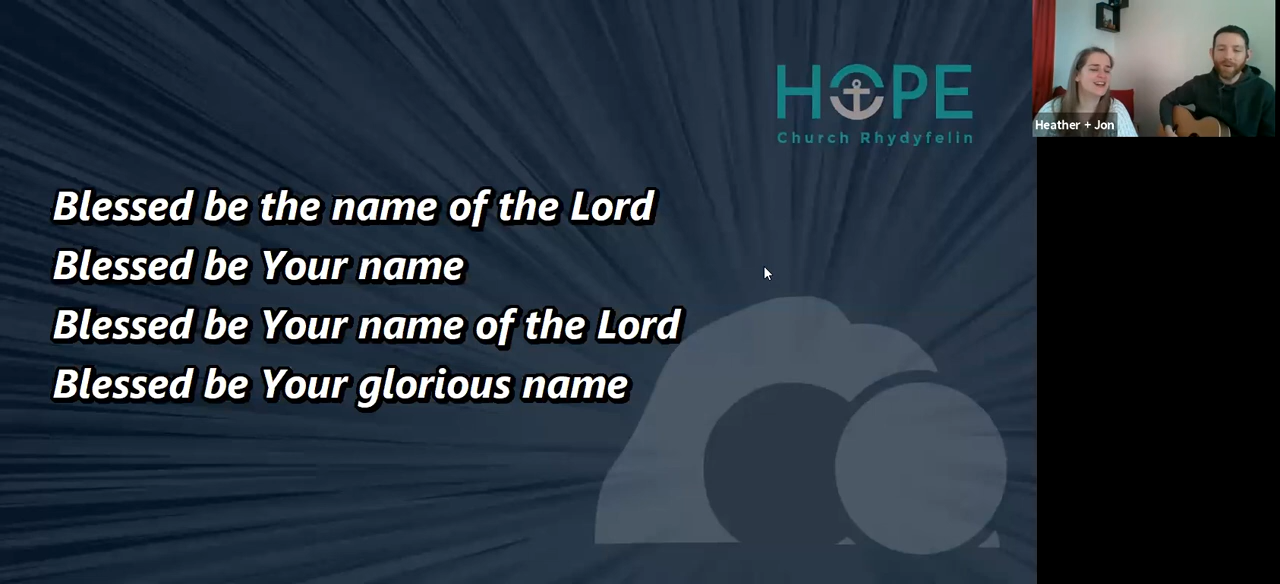 HOPE
Church Rhydyfelin
Heather + Jon
Blessed be the name of the Lord
Blessed be Your name
Blessed be Your name of the Lord
Blessed be Your glorious name